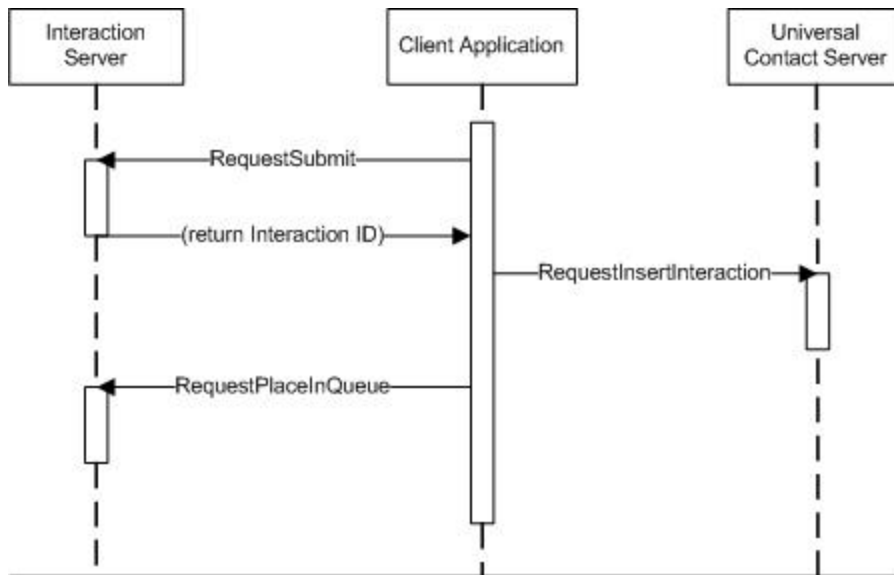 Interaction
Server
Client Application
Universal
Contact Server
RequestSubmit
(return Interaction ID)
RequestInsertInteraction
RequestPlaceInQueue